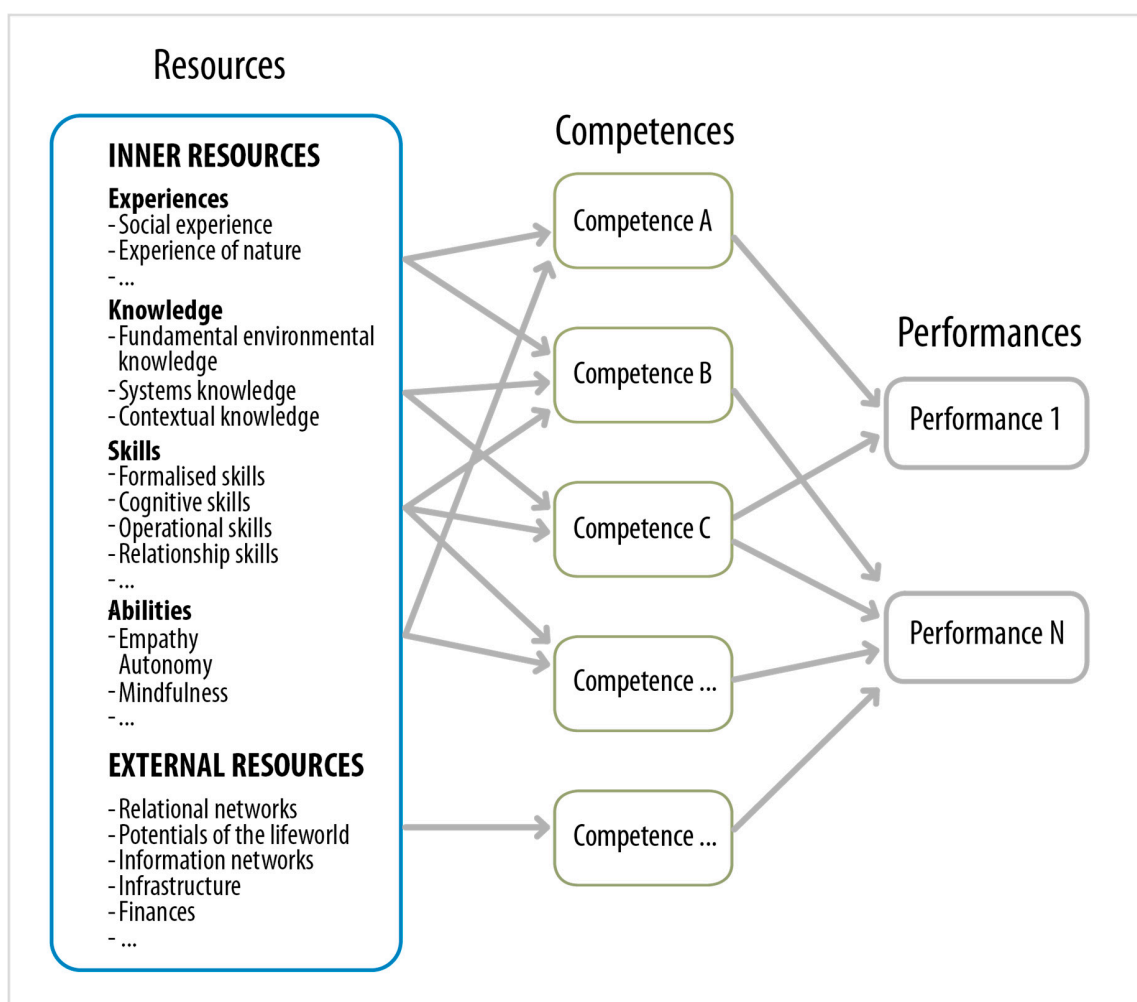 Resources
INNER RESOURCES
Experiences
- Social experience
- Experience of nature
- ...
Knowledge
- Fundamental environmental
knowledge
- Systems knowledge
- Contextual knowledge
Skills
- Formalised skills
- Cognitive skills
- Operational skills
- Relationship skills
- ...
Abilities
- Empathy
Autonomy
- Mindfulness
- ...
EXTERNAL RESOURCES
- Relational networks
- Potentials of the lifeworld
- Information networks
- Infrastructure
- Finances
- ...
Competences
Competence A
Competence B
Competence C
Competence ...
Competence ...
Performances
Performance 1
Performance N